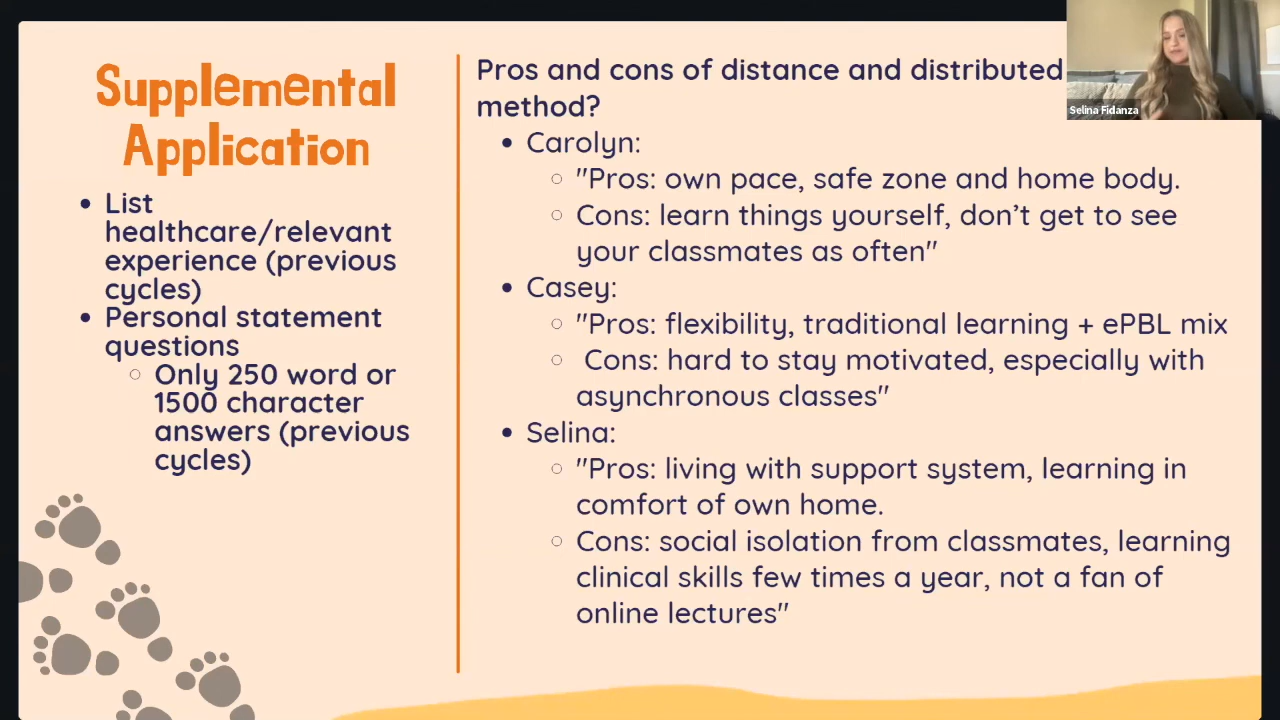 Supplemental
Application
• List
healthcare/relevant
experience (previous
cycles)
• Personal statement
questions
○ Only 250 word or
1500 character
answers (previous
cycles)
Pros and cons of distance and distributed
method?
• Carolyn:
○ "Pros: own pace, safe zone and home body.
○ Cons: learn things yourself, don’t get to see
your classmates as often"
• Casey:
○ "Pros: flexibility, traditional learning + ePBL mix
○ Cons: hard to stay motivated, especially with
asynchronous classes"
• Selina:
○ "Pros: living with support system, learning in
comfort of own home.
○ Cons: social isolation from classmates, learning
clinical skills few times a year, not a fan of
online lectures"
Selina Fidanza